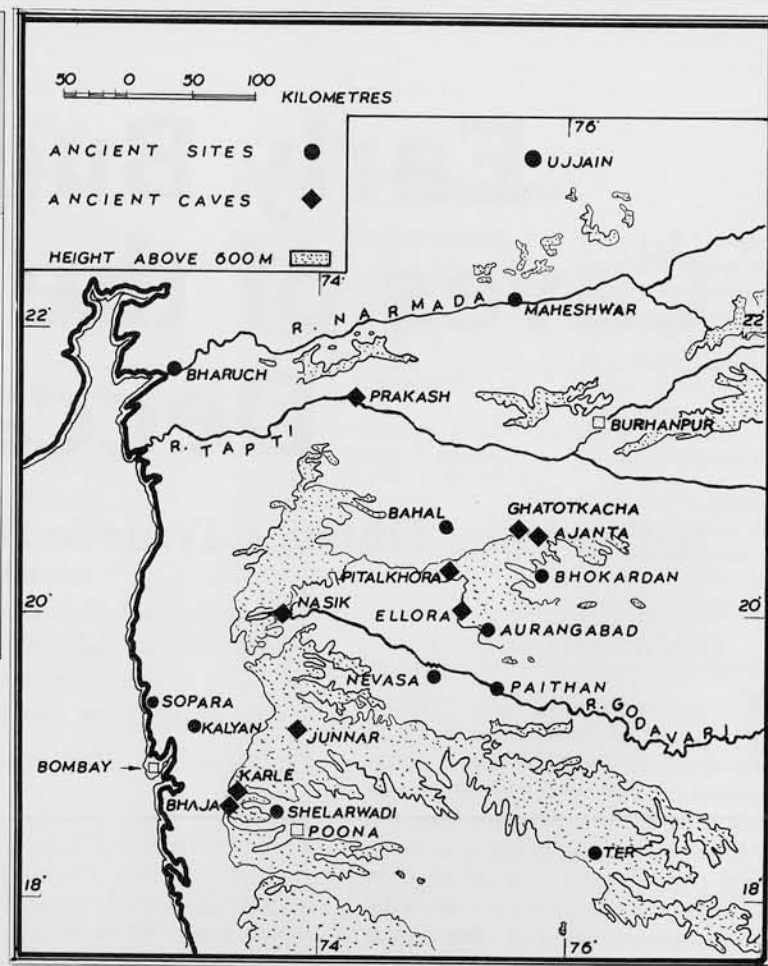 50 0 50 100
KILOMETRES
ANCIENT SITES
ANCIENT CAVES
HEIGHT ABOVE 600 M
76°
UJJAIN
74°
R. NARMADA
MAHESHWAR
22°
22°
BHARUCH
PRAKASH
BURHANPUR
R. TAPTI
BAHAL
GHATOTKACHA
AJANTA
PITALKHORA
BHOKARDAN
NASIK
ELLORA
20°
20°
AURANGABAD
NEVASA
PAITHAN
R. GODAVARI
SOPARA
KALYAN
JUNNAR
BOMBAY
KARLE
BHAJA
SHELARWADI
POONA
TER
18°
18°
74°
76°